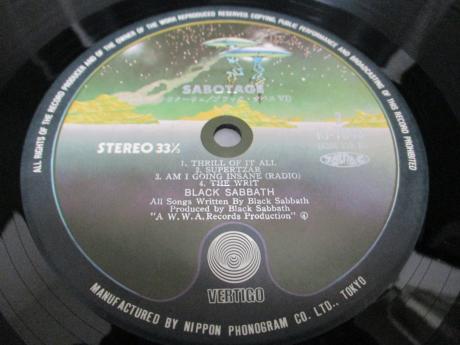 ALL RIGHTS OF THE RECORD PRODUCER AND OF THE OWNER OF THE WORK REPRODUCED RESERVED. COPYING, PUBLIC PERFORMANCE AND BROADCASTING OF THIS RECORD PROHIBITED
SABOTAGE
STEREO 33⅓
1. THRILL OF IT ALL
2. SUPERTZAR
3. AM I GOING INSANE (RADIO)
4. THE WRIT
BLACK SABBATH
All Songs Written By Black Sabbath
Produced by Black Sabbath
"A W.W.A. Records Production" ④
VERTIGO
MANUFACTURED BY NIPPON PHONOGRAM CO. LTD., TOKYO